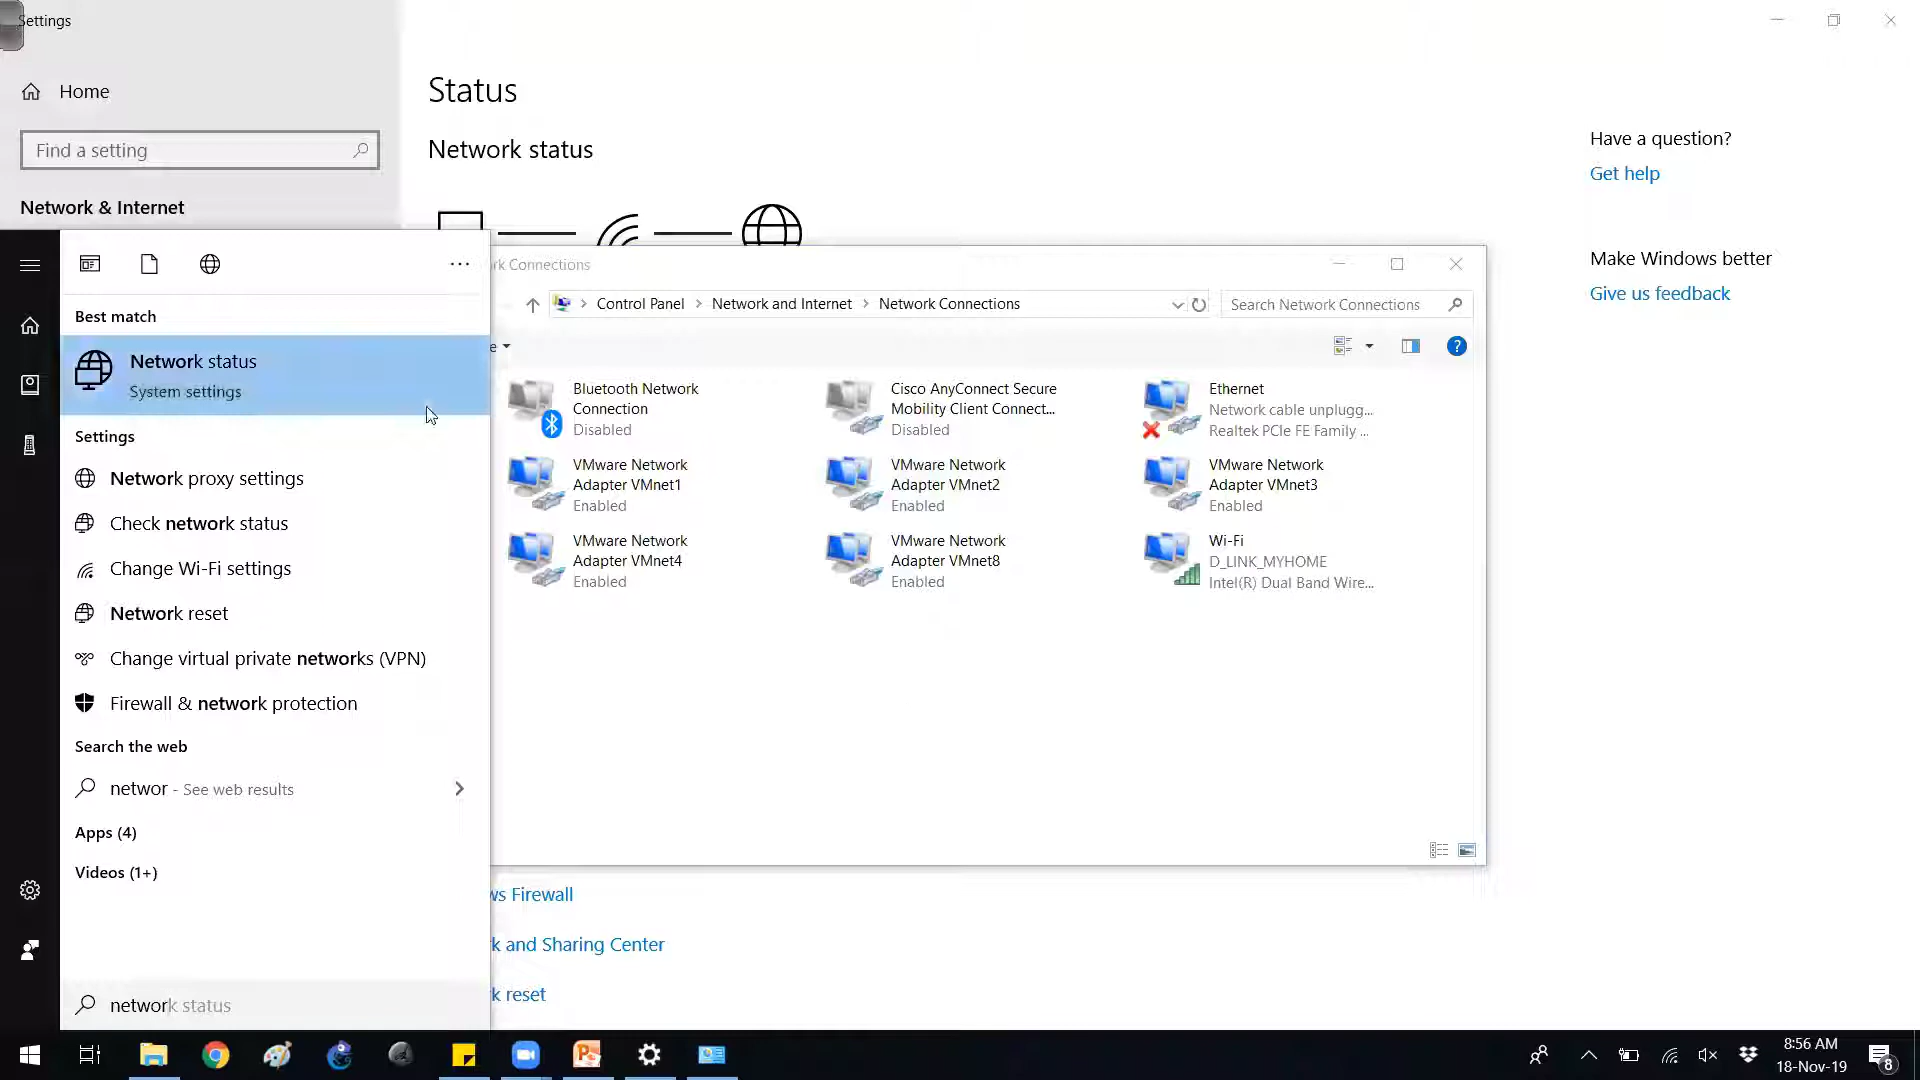 Settings
Home
Find a setting
Network & Internet
Status
Network status
Have a question?
Get help
Make Windows better
Give us feedback
Best match
Network status
System settings
Settings
Network proxy settings
Check network status
Change Wi-Fi settings
Network reset
Change virtual private networks (VPN)
Firewall & network protection
Search the web
networ - See web results
Apps (4)
Videos (1+)
network status
rk Connections
Control Panel > Network and Internet > Network Connections
Search Network Connections
e
Bluetooth Network
Connection
Disabled
Cisco AnyConnect Secure
Mobility Client Connect...
Disabled
Ethernet
Network cable unplugg...
Realtek PCIe FE Family ...
VMware Network
Adapter VMnet1
Enabled
VMware Network
Adapter VMnet2
Enabled
VMware Network
Adapter VMnet3
Enabled
VMware Network
Adapter VMnet4
Enabled
VMware Network
Adapter VMnet8
Enabled
Wi-Fi
D_LINK_MYHOME
Intel(R) Dual Band Wire...
ws Firewall
k and Sharing Center
k reset
8:56 AM
18-Nov-19
8